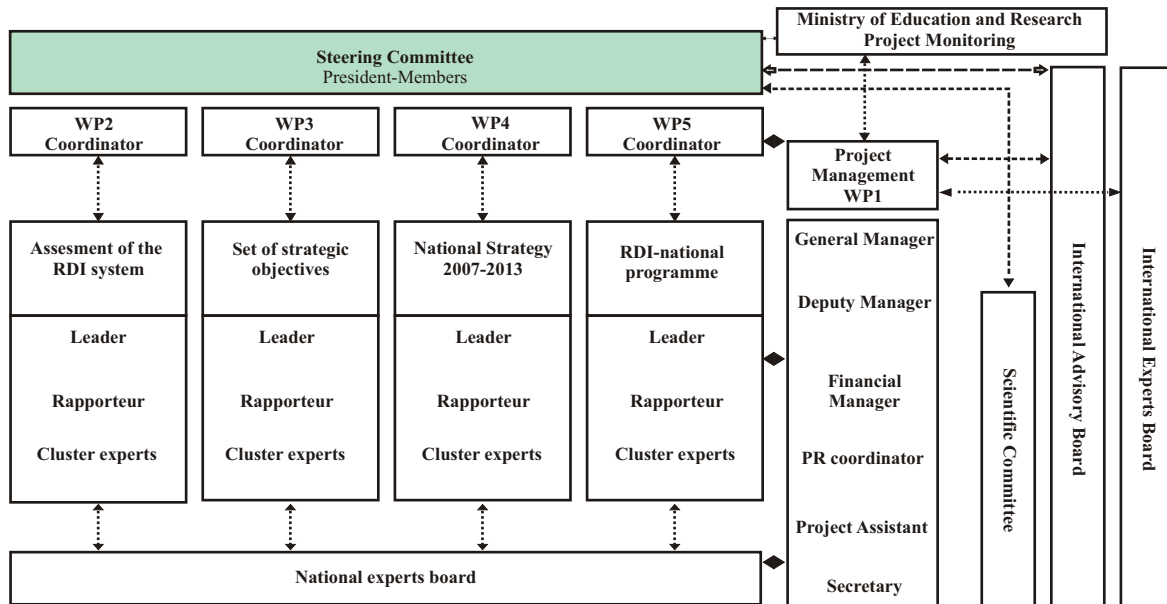 Ministry of Education and Research
Project Monitoring
Steering Committee
President-Members
WP2
Coordinator
WP3
Coordinator
WP4
Coordinator
WP5
Coordinator
Project
Management
WP1
Assesment of the
RDI system
Set of strategic
objectives
National Strategy
2007-2013
RDI-national
programme
Leader
Rapporteur
Cluster experts
Leader
Rapporteur
Cluster experts
Leader
Rapporteur
Cluster experts
Leader
Rapporteur
Cluster experts
National experts board
General Manager
Deputy Manager
Financial
Manager
PR coordinator
Project Assistant
Secretary
Scientific Committee
International Advisory Board
International Experts Board